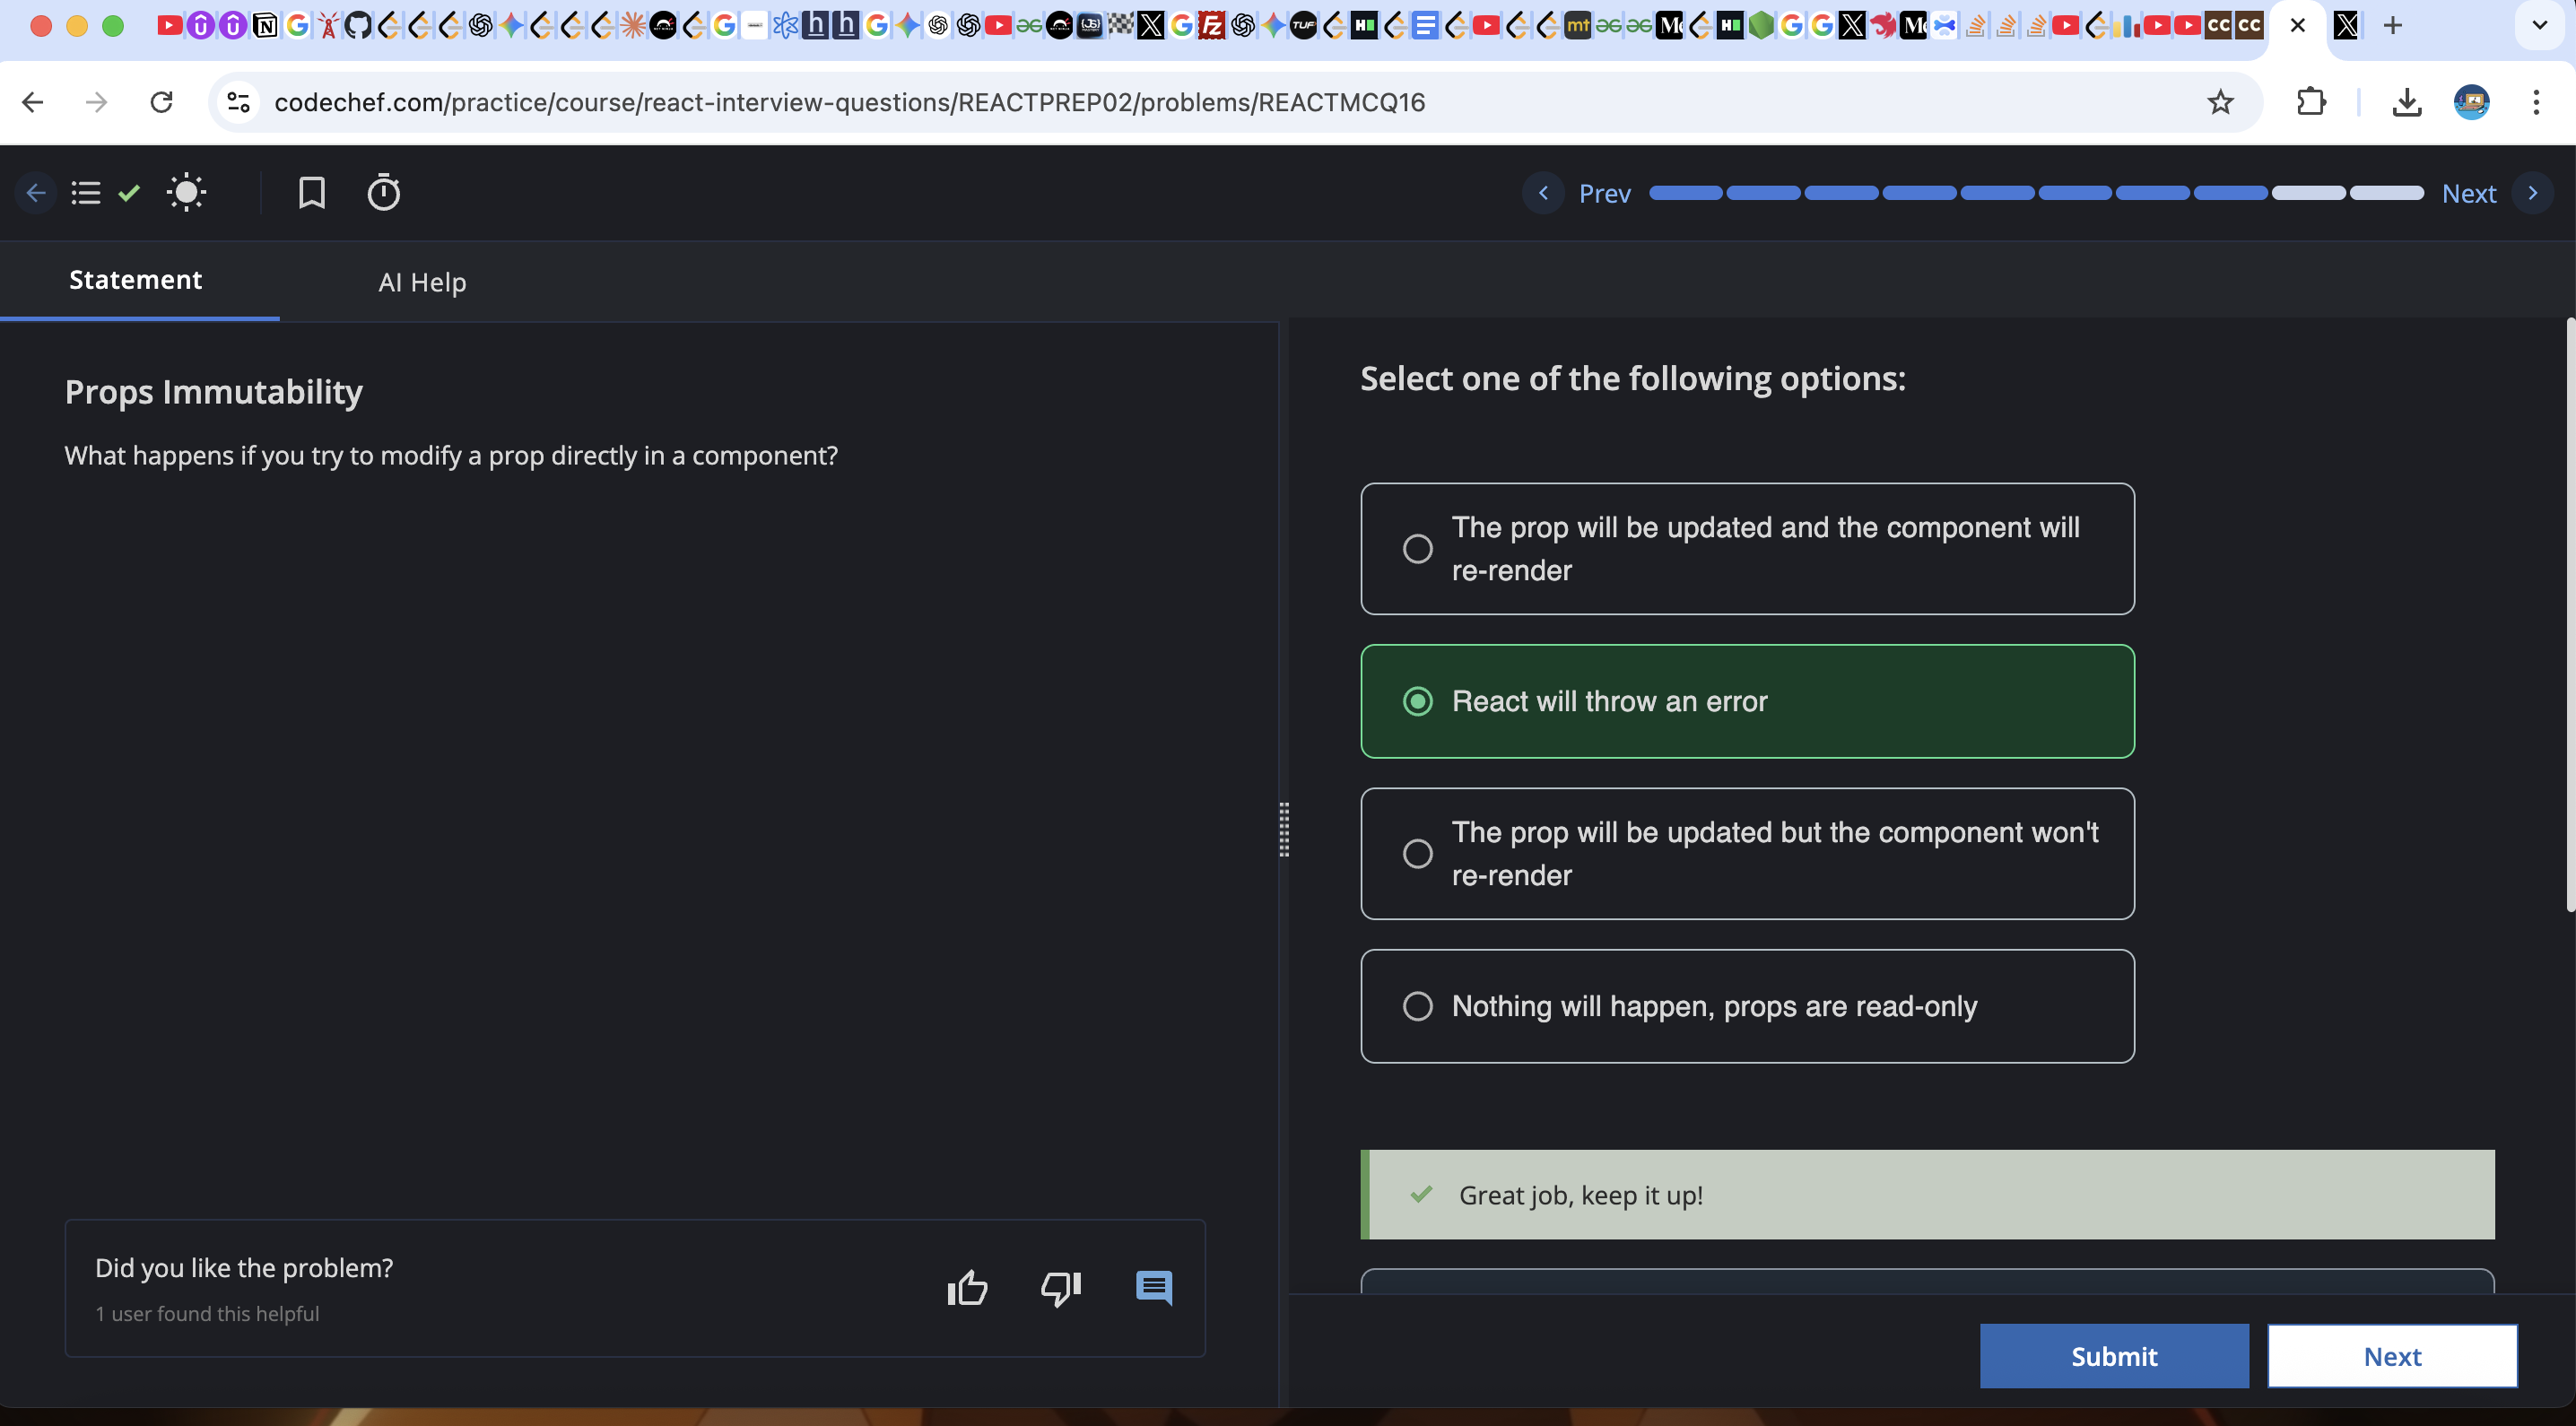 codechef.com/practice/course/react-interview-questions/REACTPREP02/problems/REACTMCQ16
Prev
Next
Statement
AI Help
Props Immutability
What happens if you try to modify a prop directly in a component?
Select one of the following options:
The prop will be updated and the component will
re-render
React will throw an error
The prop will be updated but the component won't
re-render
Nothing will happen, props are read-only
Great job, keep it up!
Did you like the problem?
1 user found this helpful
Submit
Next